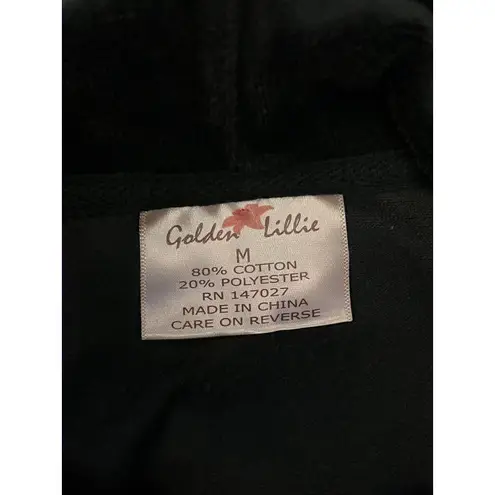 Golden Lillie
M
80% COTTON
20% POLYESTER
RN 147027
MADE IN CHINA
CARE ON REVERSE